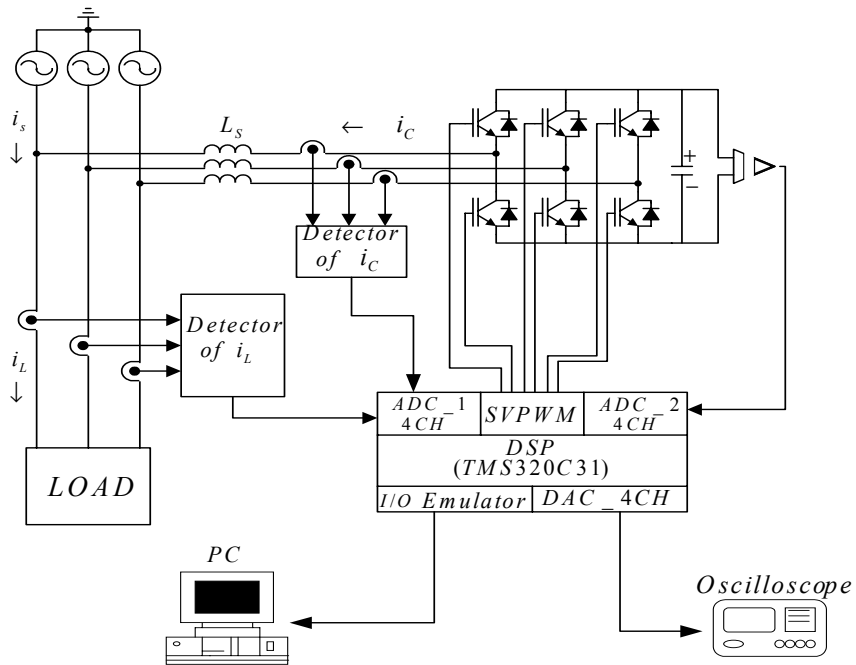 i_s
↓
L_S
← i_C
+
−
Detector
of i_C
Detector
of i_L
i_L
↓
ADC_1
4CH
SVPWM
ADC_2
4CH
DSP
(TMS320C31)
I/O Emulator
DAC_4CH
LOAD
PC
Oscilloscope